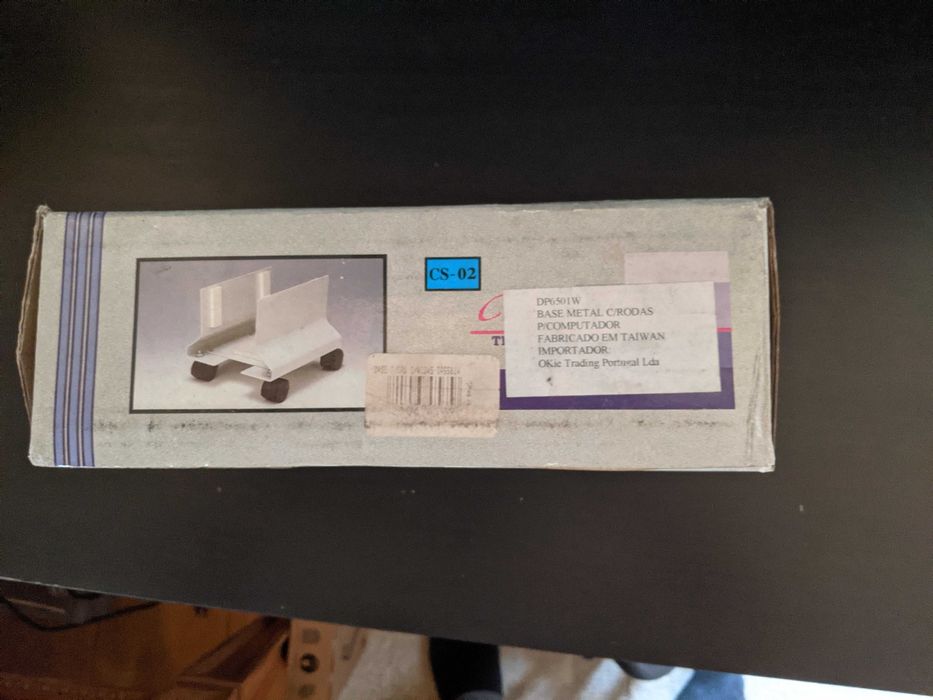 CS-02
DP6501W
BASE METAL C/RODAS
P/COMPUTADOR
FABRICADO EM TAIWAN
IMPORTADOR:
OKie Trading Portugal Lda